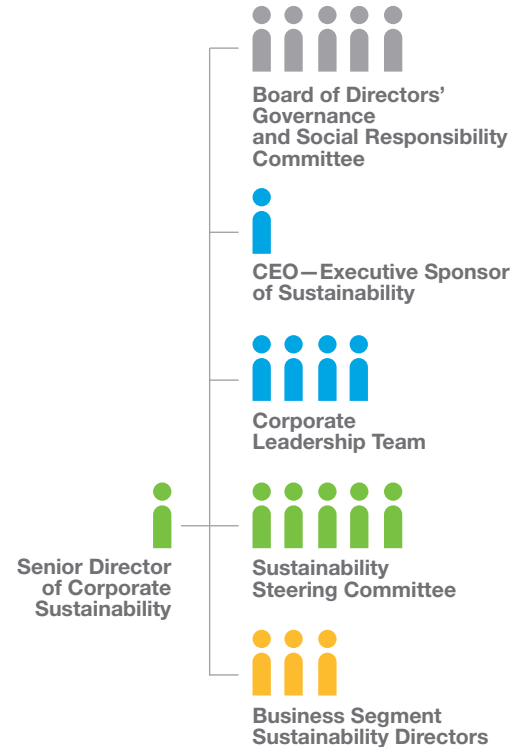 Board of Directors’
Governance
and Social Responsibility
Committee
CEO—Executive Sponsor
of Sustainability
Corporate
Leadership Team
Senior Director
of Corporate
Sustainability
Sustainability
Steering Committee
Business Segment
Sustainability Directors